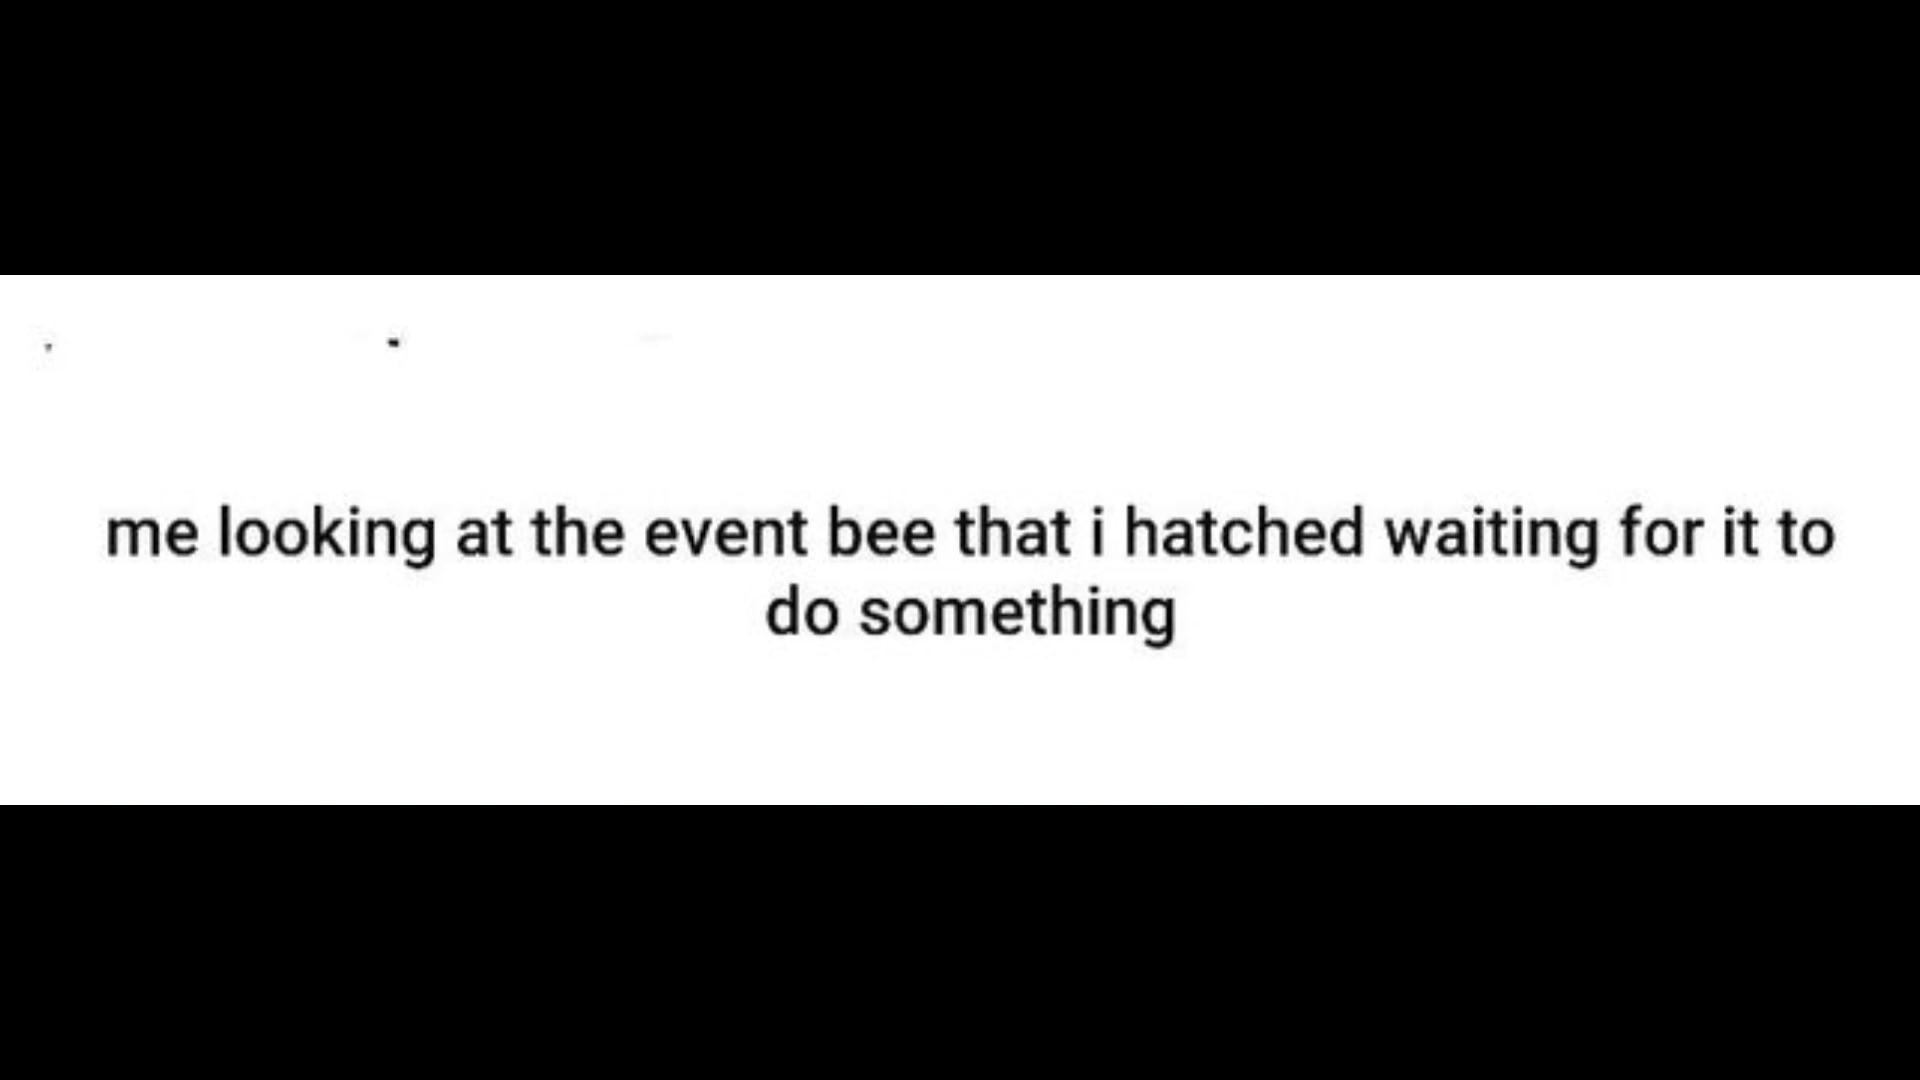 me looking at the event bee that i hatched waiting for it to
do something